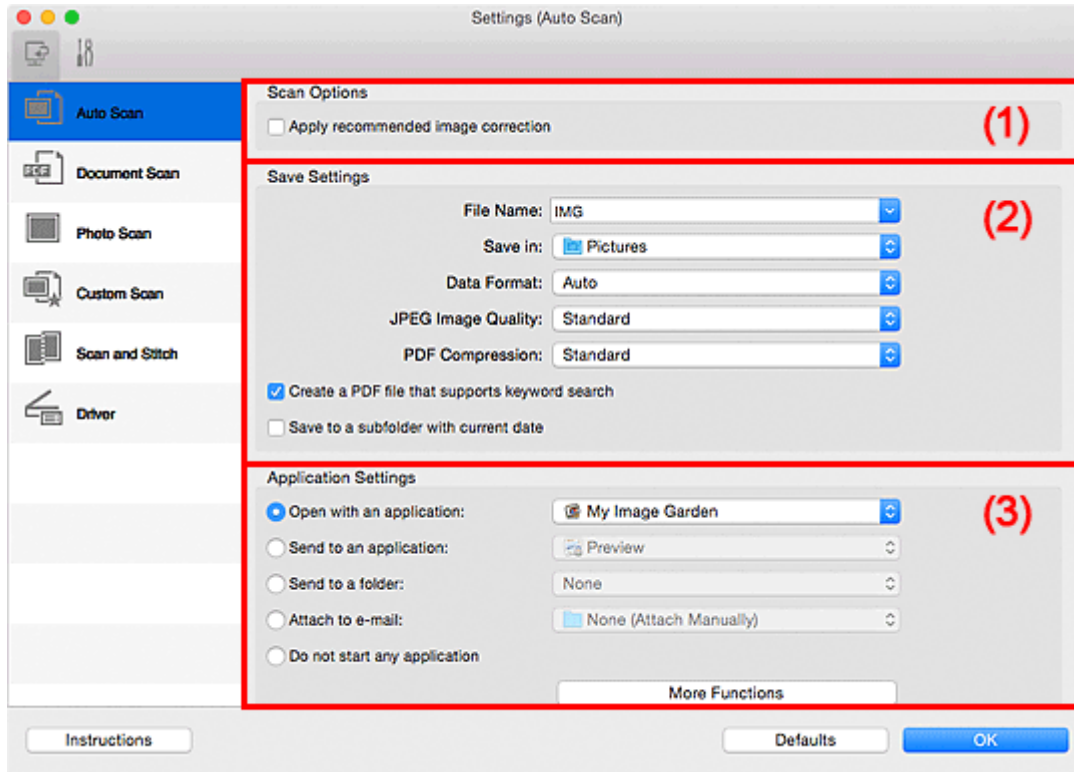 Settings (Auto Scan)
Auto Scan
Document Scan
Photo Scan
Custom Scan
Scan and Stitch
Driver
Scan Options
Apply recommended image correction
(1)
Save Settings
(2)
File Name: IMG
Save in: Pictures
Data Format: Auto
JPEG Image Quality: Standard
PDF Compression: Standard
Create a PDF file that supports keyword search
Save to a subfolder with current date
Application Settings
(3)
Open with an application: My Image Garden
Send to an application: Preview
Send to a folder: None
Attach to e-mail: None (Attach Manually)
Do not start any application
More Functions
Instructions
Defaults
OK